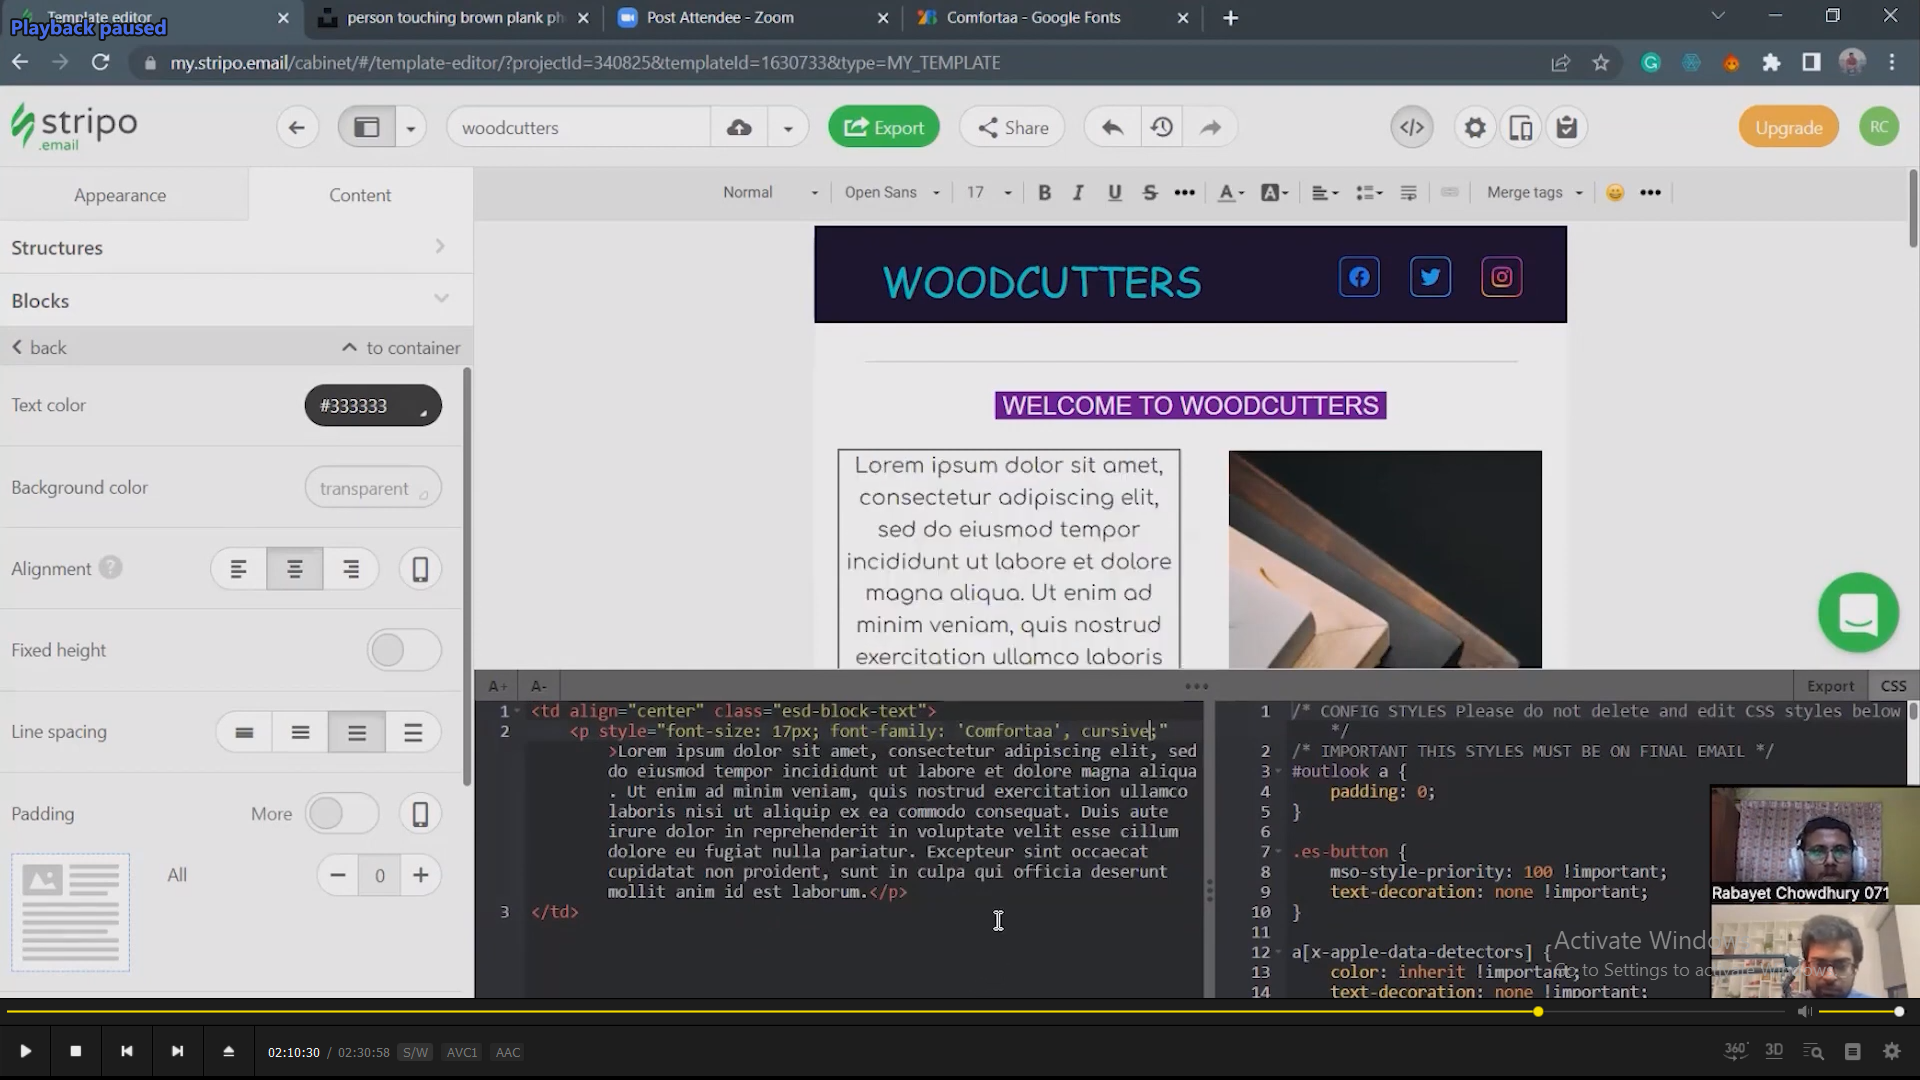 Template editor
Playback paused
person touching brown plank ph
Post Attendee - Zoom
Comfortaa - Google Fonts
my.stripo.email/cabinet/#/template-editor/?projectId=340825&templateId=1630733&type=MY_TEMPLATE
stripo
.email
woodcutters
Export
Share
Upgrade
RC
Appearance
Content
Normal
Open Sans
17
B
I
U
S
A
A
Merge tags
Structures
Blocks
back
to container
Text color
#333333
Background color
transparent
Alignment
?
Fixed height
Line spacing
Padding
More
All
0
WOODCUTTERS
WELCOME TO WOODCUTTERS
Lorem ipsum dolor sit amet,
consectetur adipiscing elit,
sed do eiusmod tempor
incididunt ut labore et dolore
magna aliqua. Ut enim ad
minim veniam, quis nostrud
exercitation ullamco laboris
A+
A-
Export
CSS
1 <td align="center" class="esd-block-text">
2 <p style="font-size: 17px; font-family: 'Comfortaa', cursive;"
>Lorem ipsum dolor sit amet, consectetur adipiscing elit, sed
do eiusmod tempor incididunt ut labore et dolore magna aliqua
. Ut enim ad minim veniam, quis nostrud exercitation ullamco
laboris nisi ut aliquip ex ea commodo consequat. Duis aute
irure dolor in reprehenderit in voluptate velit esse cillum
dolore eu fugiat nulla pariatur. Excepteur sint occaecat
cupidatat non proident, sunt in culpa qui officia deserunt
mollit anim id est laborum.</p>
3 </td>
1 /* CONFIG STYLES Please do not delete and edit CSS styles below
*/
2 /* IMPORTANT THIS STYLES MUST BE ON FINAL EMAIL */
3 #outlook a {
4 padding: 0;
5 }
6
7 .es-button {
8 mso-style-priority: 100 !important;
9 text-decoration: none !important;
10 }
11
12 a[x-apple-data-detectors] {
13 color: inherit !important;
14 text-decoration: none !important;
Rabayet Chowdhury 071
Activate Windows
Go to Settings to activate Windows.
02:10:30 / 02:30:58
S/W
AVC1
AAC
360°
3D